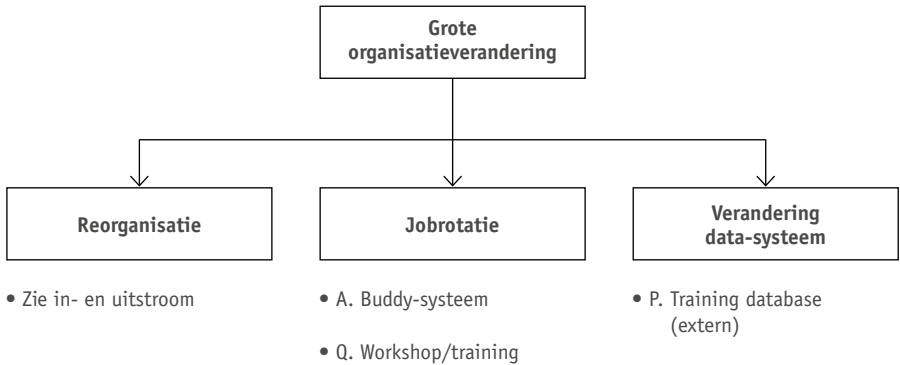 Grote
organisatieverandering
Reorganisatie
Jobrotatie
Verandering
data-systeem
• Zie in- en uitstroom
• A. Buddy-systeem
• Q. Workshop/training
• P. Training database
(extern)